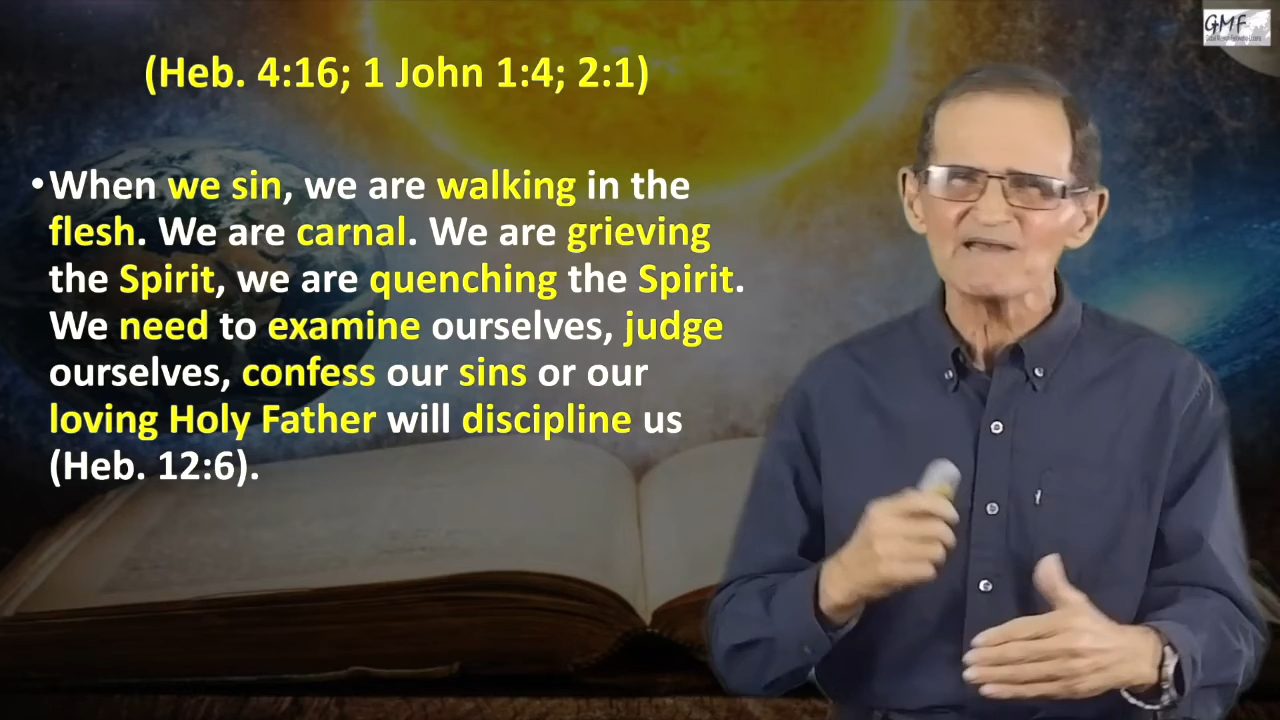 (Heb. 4:16; 1 John 1:4; 2:1)
•When we sin, we are walking in the
flesh. We are carnal. We are grieving
the Spirit, we are quenching the Spirit.
We need to examine ourselves, judge
ourselves, confess our sins or our
loving Holy Father will discipline us
(Heb. 12:6).
GMF